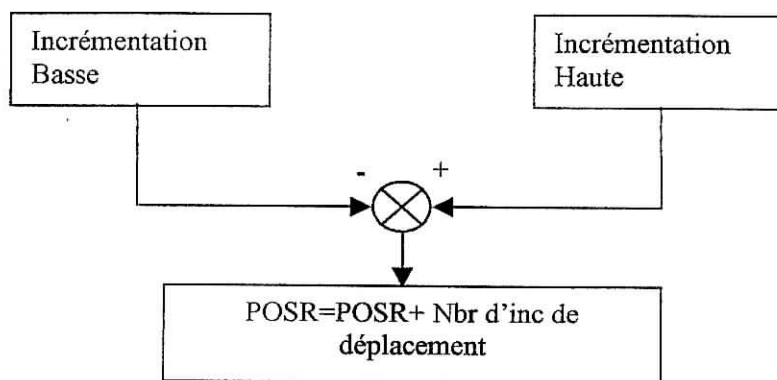 Incrémentation
Basse
Incrémentation
Haute
- +
POSR=POSR+ Nbr d'inc de
déplacement